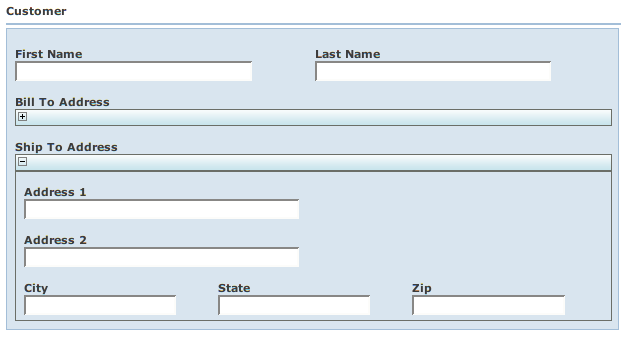 Customer
First Name Last Name
Bill To Address
Ship To Address
Address 1
Address 2
City State Zip